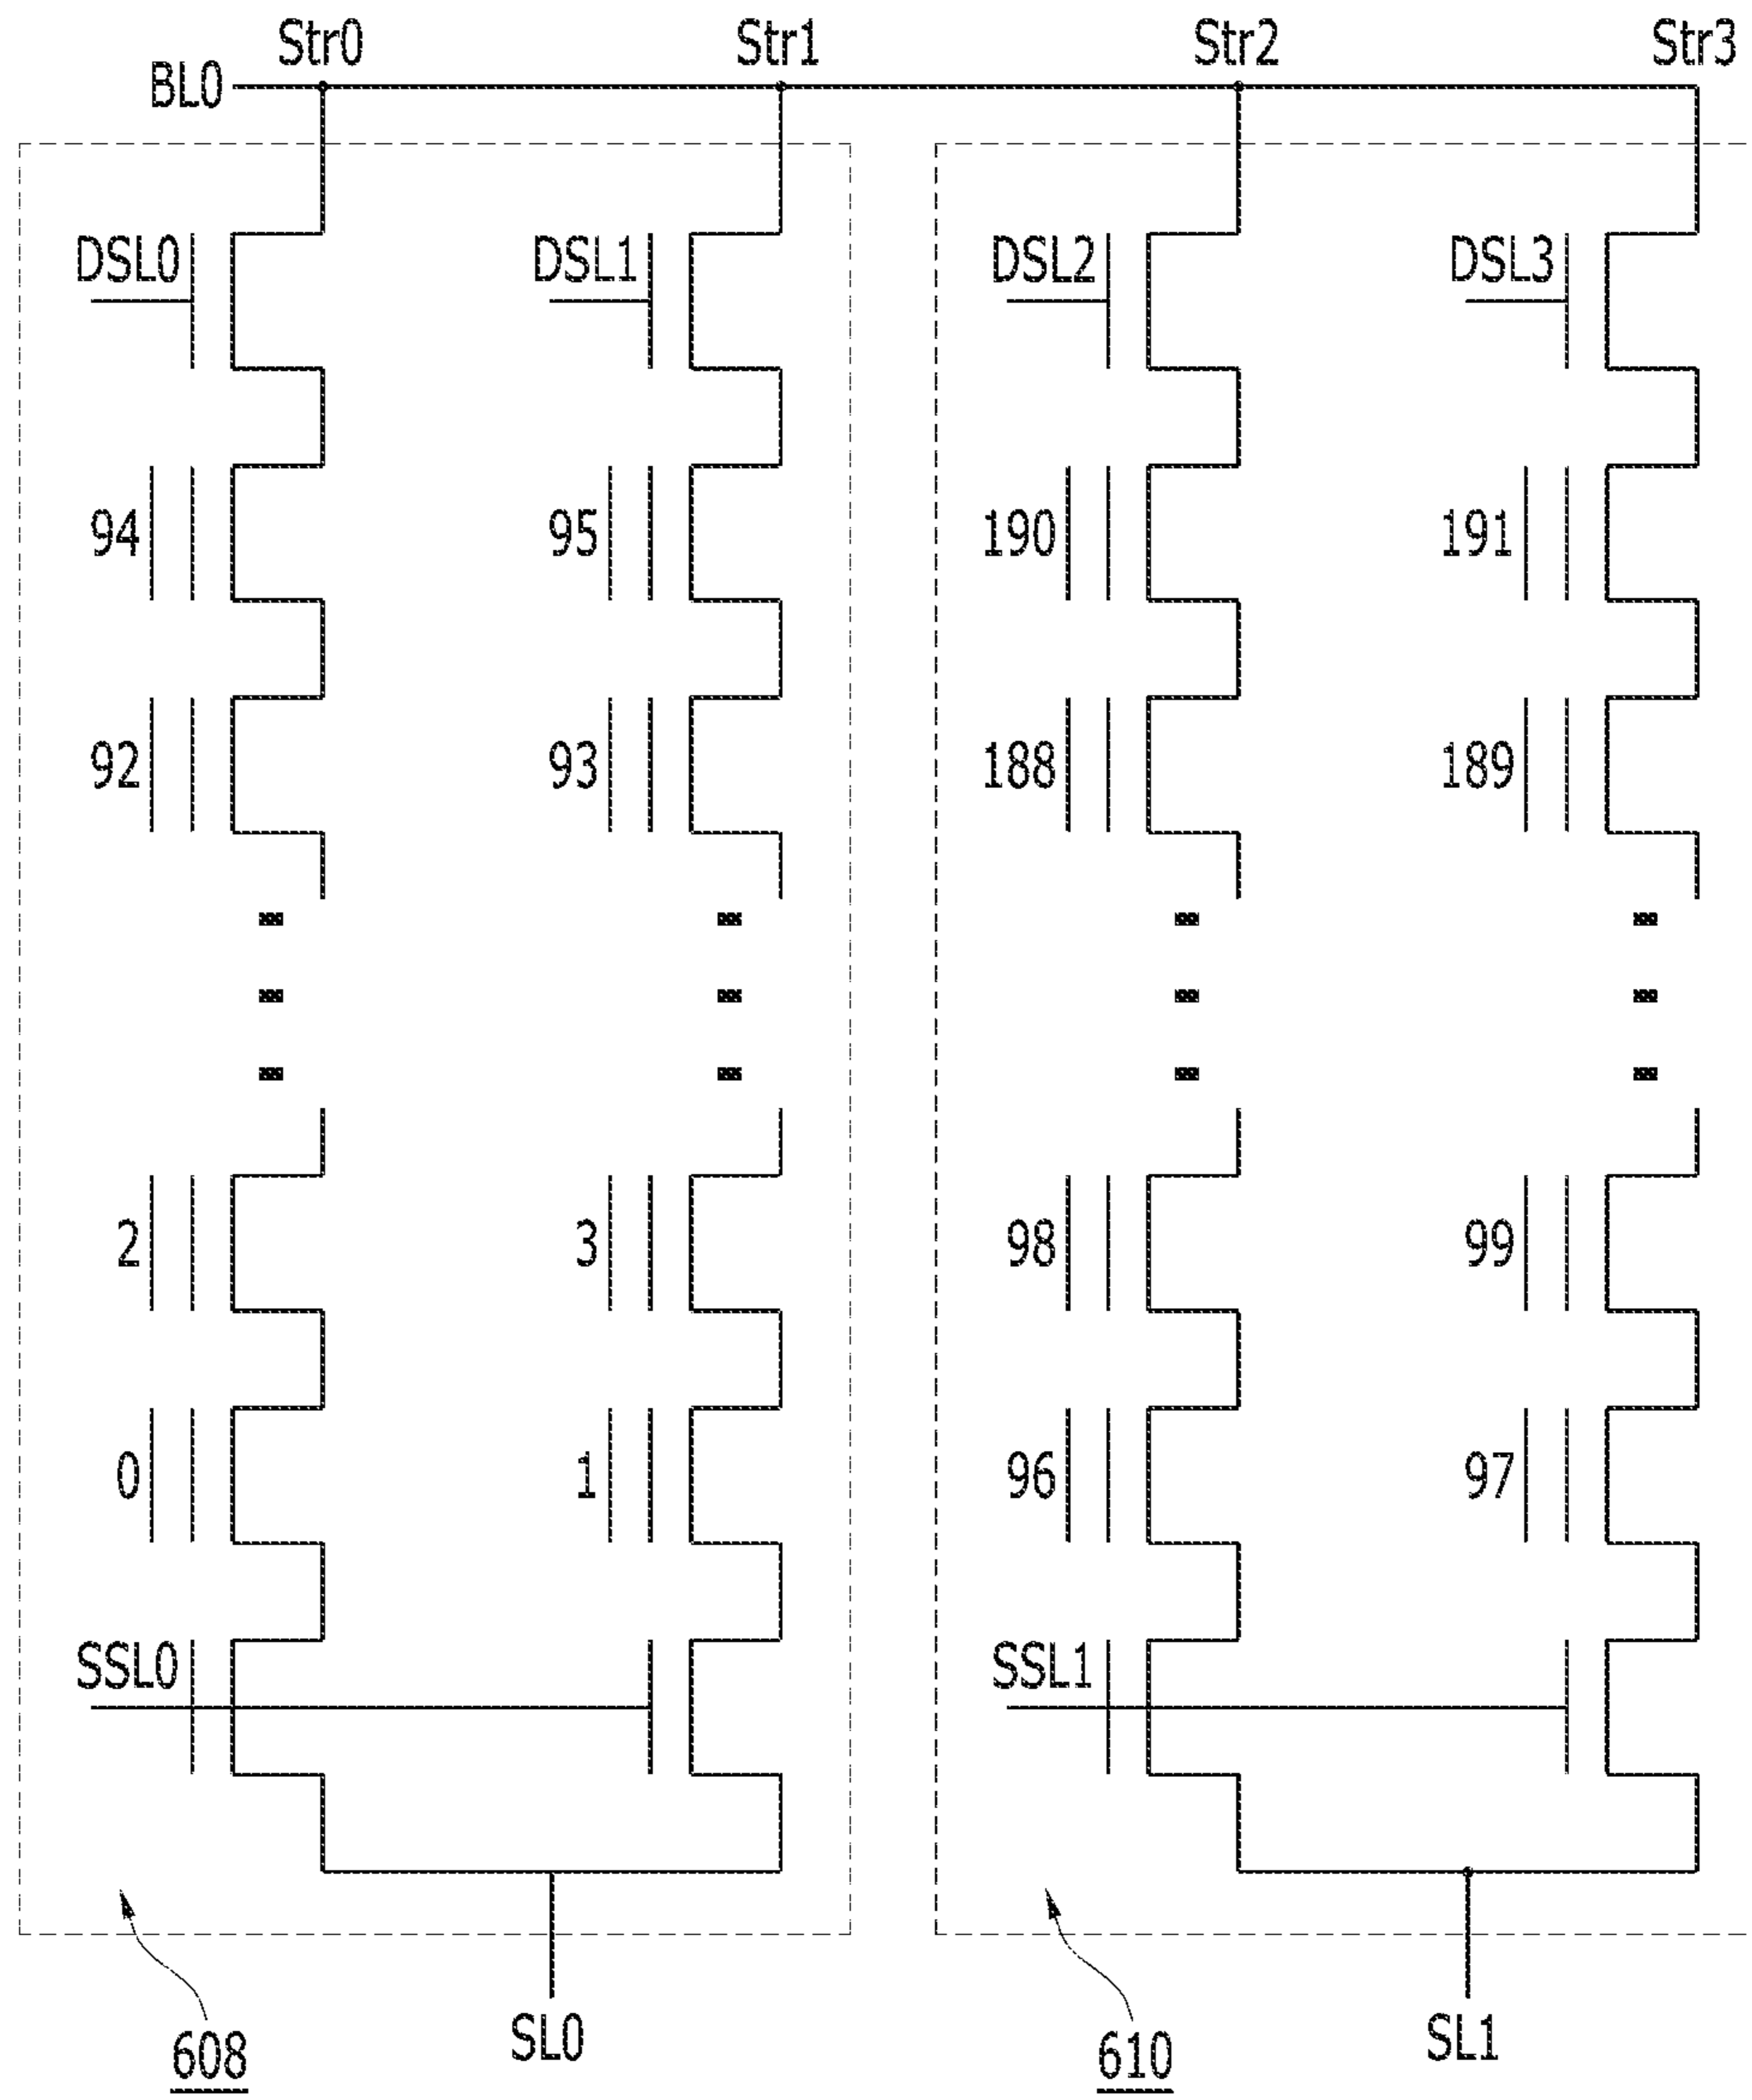 Str0 Str1 Str2 Str3
BL0
DSL0 DSL1 DSL2 DSL3
94 95 190 191
92 93 188 189
2 3 98 99
0 1 96 97
SSL0 SSL1
SL0 SL1
608 610